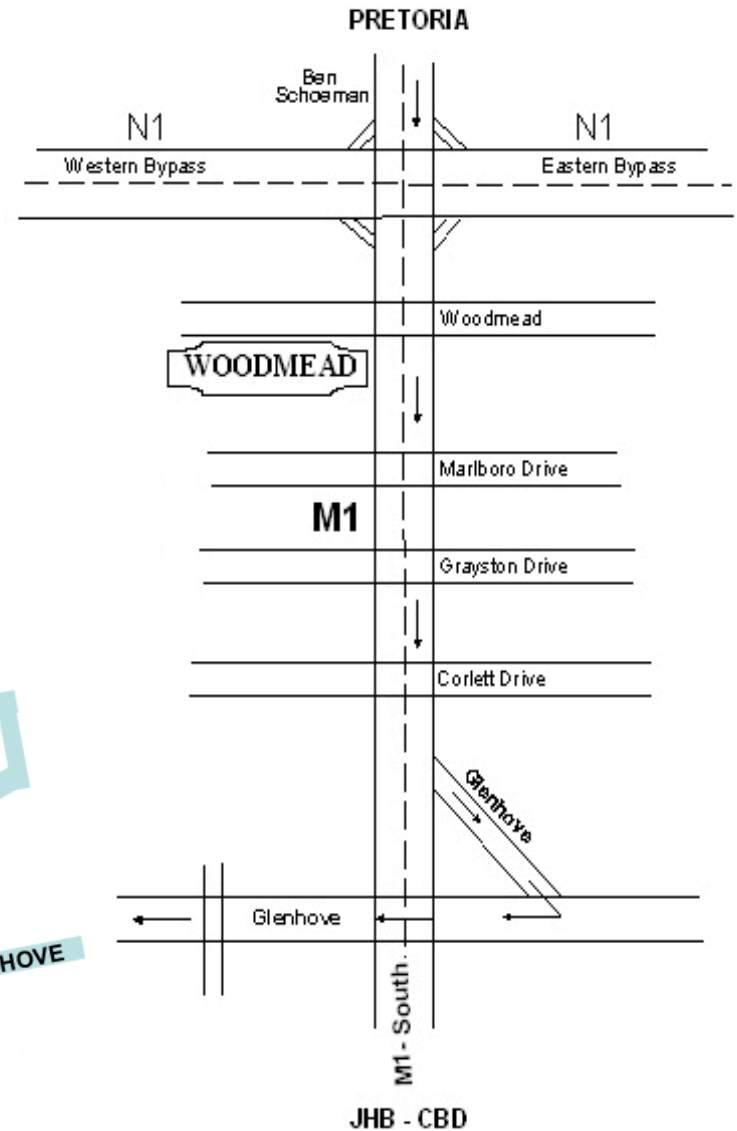 PRETORIA
Ben
Schoeman
N1
N1
Western Bypass
Eastern Bypass
Woodmead
WOODMEAD
Marlboro Drive
M1
Grayston Drive
Corlett Drive
Glenhove
Glenhove
HOVE
M1 - South
JHB - CBD